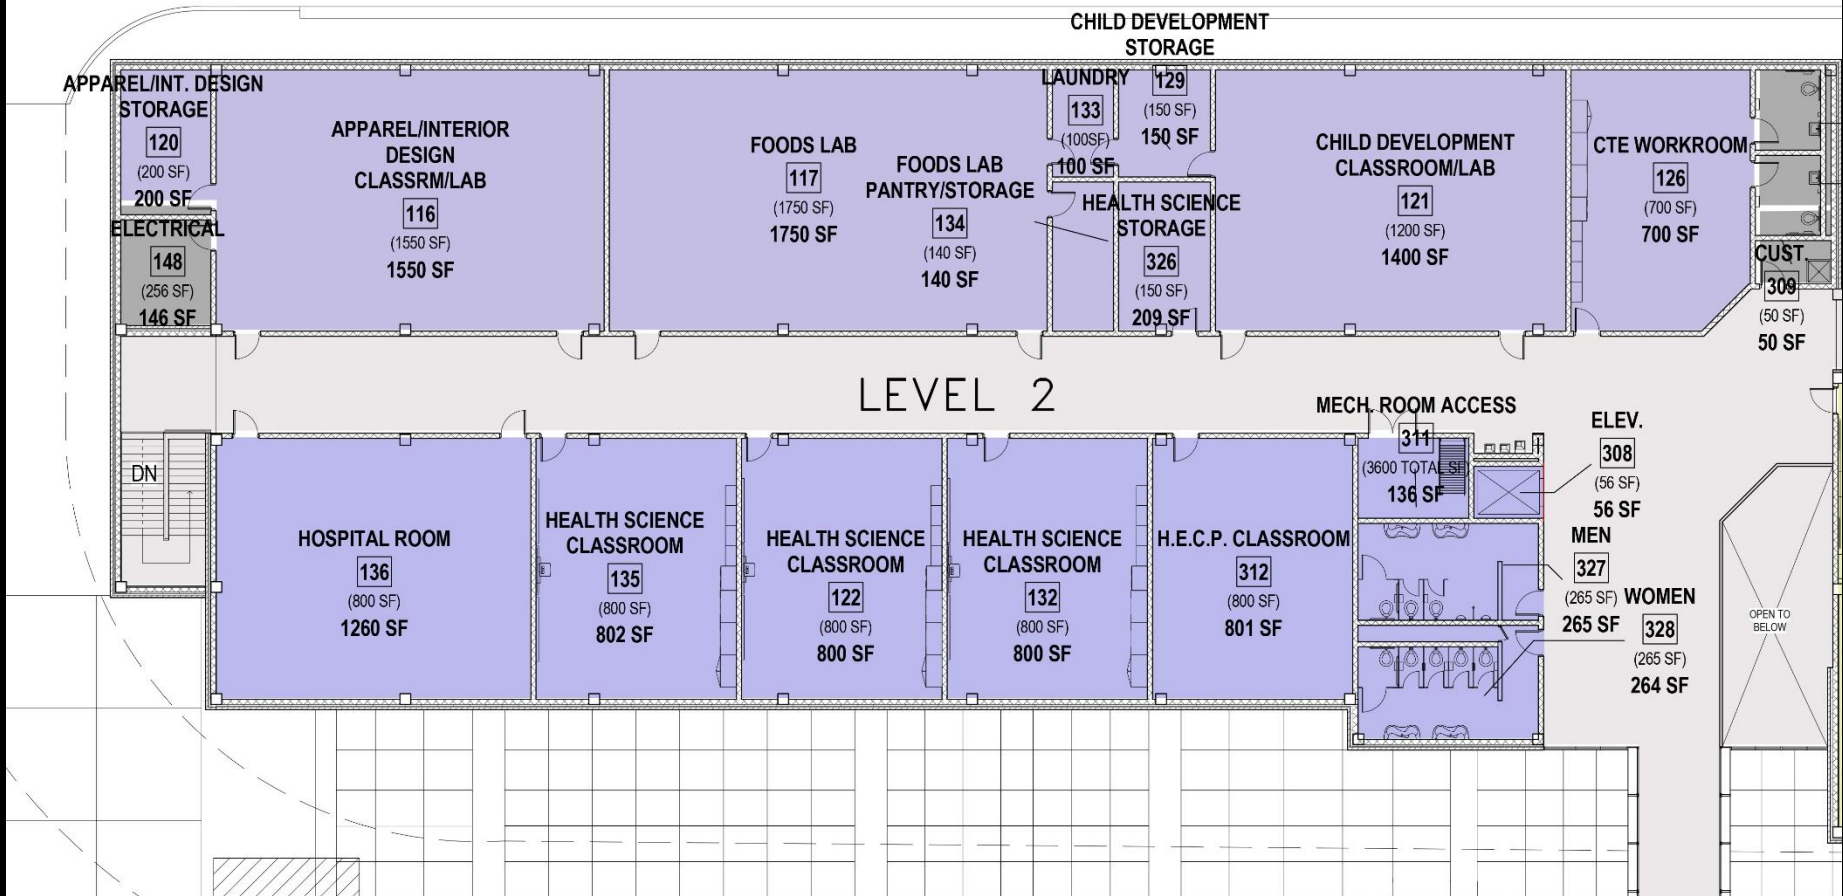 CHILD DEVELOPMENT
STORAGE
129
(150 SF)
150 SF
APPAREL/INT. DESIGN
STORAGE
120
(200 SF)
200 SF
ELECTRICAL
148
(256 SF)
146 SF
APPAREL/INTERIOR
DESIGN
CLASSRM/LAB
116
(1550 SF)
1550 SF
FOODS LAB
117
(1750 SF)
1750 SF
FOODS LAB
PANTRY/STORAGE
134
(140 SF)
140 SF
LAUNDRY
133
(100SF)
100 SF
HEALTH SCIENCE
STORAGE
326
(150 SF)
209 SF
CHILD DEVELOPMENT
CLASSROOM/LAB
121
(1200 SF)
1400 SF
CTE WORKROOM
126
(700 SF)
700 SF
CUST.
309
(50 SF)
50 SF
LEVEL 2
MECH. ROOM ACCESS
311
(3600 TOTAL SF)
136 SF
ELEV.
308
(56 SF)
56 SF
DN
HOSPITAL ROOM
136
(800 SF)
1260 SF
HEALTH SCIENCE
CLASSROOM
135
(800 SF)
802 SF
HEALTH SCIENCE
CLASSROOM
122
(800 SF)
800 SF
HEALTH SCIENCE
CLASSROOM
132
(800 SF)
800 SF
H.E.C.P. CLASSROOM
312
(800 SF)
801 SF
MEN
327
(265 SF)
265 SF
WOMEN
328
(265 SF)
264 SF
OPEN TO
BELOW